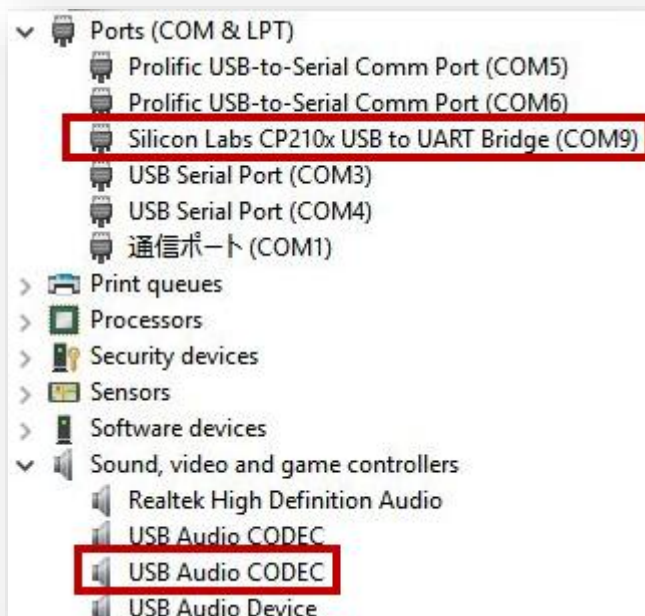 Ports (COM & LPT)
Prolific USB-to-Serial Comm Port (COM5)
Prolific USB-to-Serial Comm Port (COM6)
Silicon Labs CP210x USB to UART Bridge (COM9)
USB Serial Port (COM3)
USB Serial Port (COM4)
通信ポート (COM1)
Print queues
Processors
Security devices
Sensors
Software devices
Sound, video and game controllers
Realtek High Definition Audio
USB Audio CODEC
USB Audio CODEC
USB Audio Device